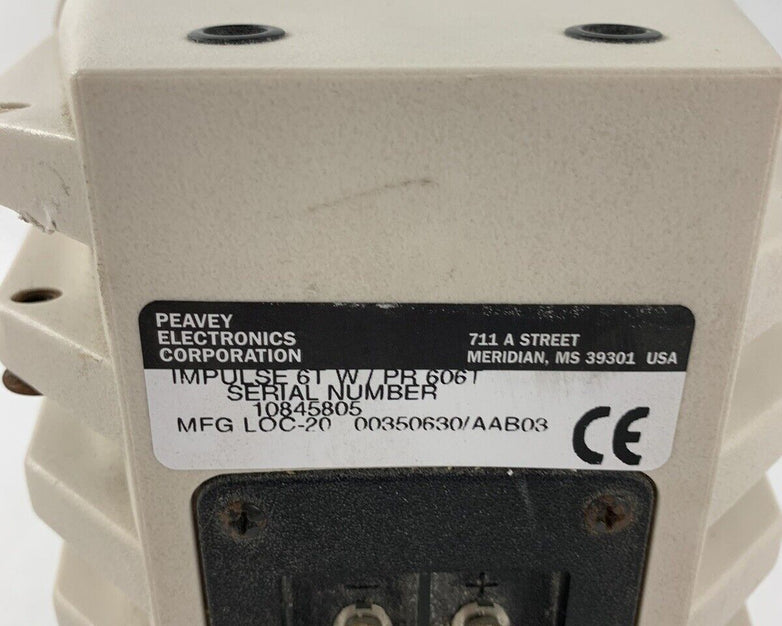 PEAVEY
ELECTRONICS
CORPORATION
711 A STREET
MERIDIAN, MS 39301 USA
IMPULSE 6T W / PR 606T
SERIAL NUMBER
10845805
MFG LOC-20 00350630/AAB03
CE
- +